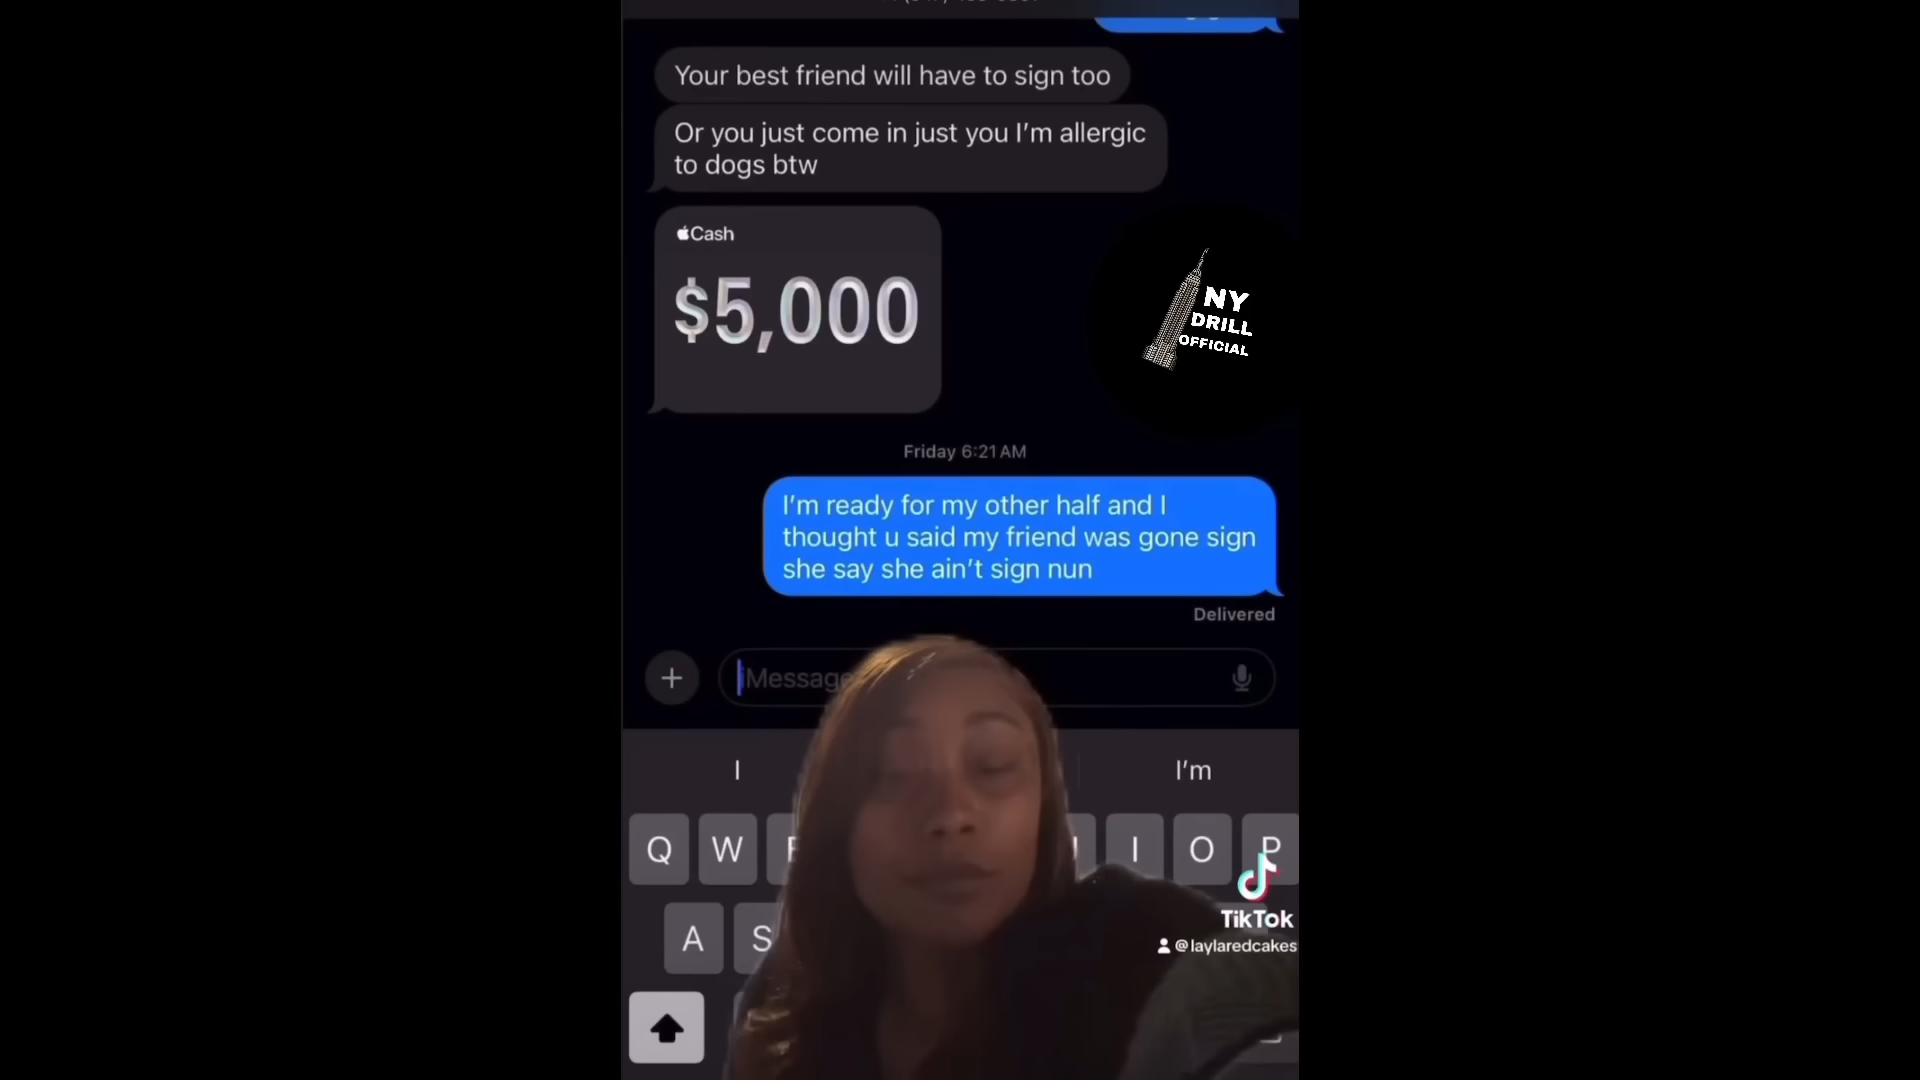 Your best friend will have to sign too
Or you just come in just you I'm allergic
to dogs btw
Cash
$5,000
NY
DRILL
OFFICIAL
Friday 6:21 AM
I'm ready for my other half and I
thought u said my friend was gone sign
she say she ain't sign nun
Delivered
iMessage
I
I'm
Q W I O P
A S
TikTok
@laylaredcakes